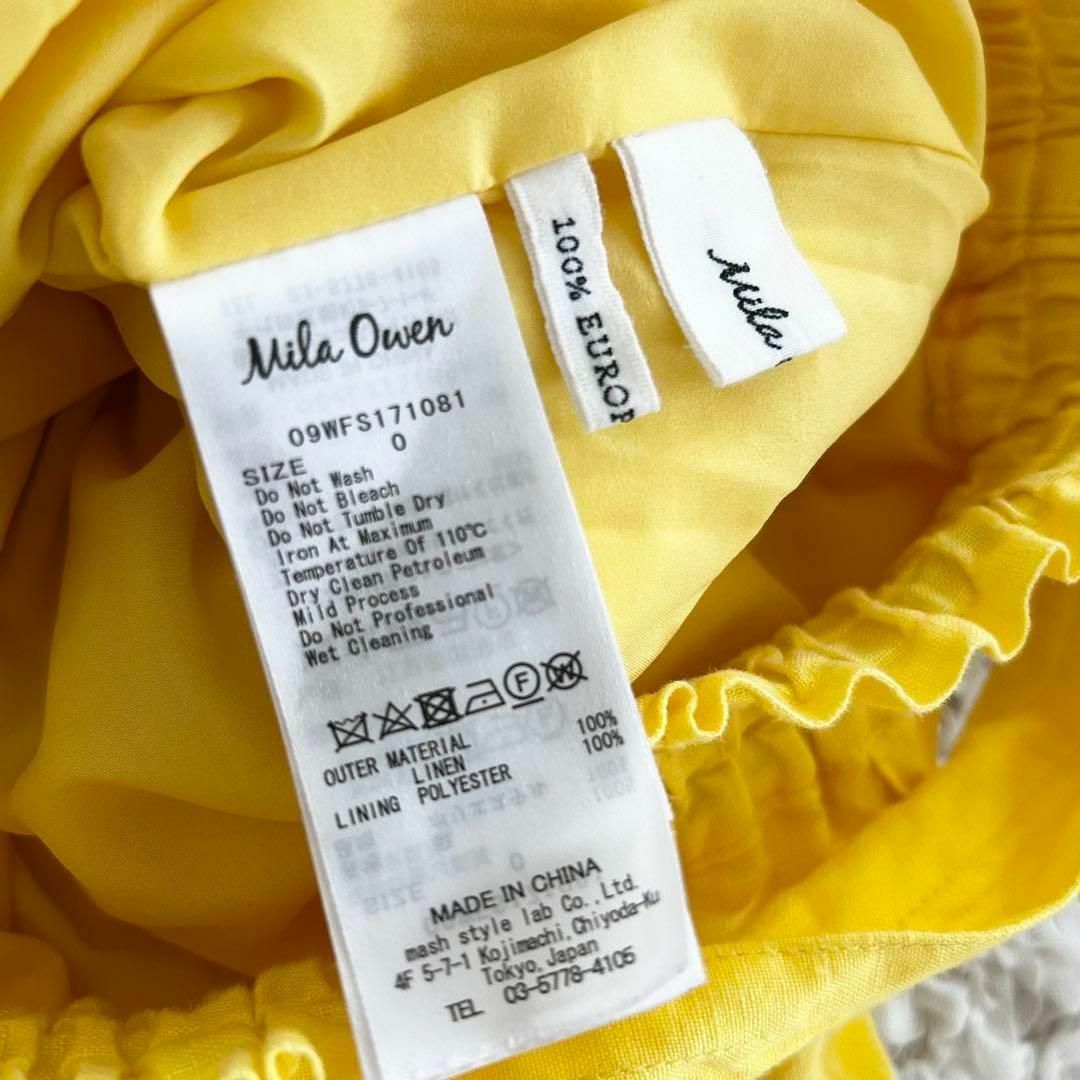 Mila Owen
09WFS171081
SIZE 0
Do Not Wash
Do Not Bleach
Do Not Tumble Dry
Iron At Maximum
Temperature Of 110℃
Dry Clean Petroleum
Mild Process
Do Not Professional
Wet Cleaning
F W
OUTER MATERIAL
LINEN 100%
LINING POLYESTER 100%
MADE IN CHINA
mash style lab Co.,Ltd.
4F 5-7-1 Kojimachi,Chiyoda-Ku
Tokyo,Japan
TEL 03-5778-4105
100% EUROP
Mila